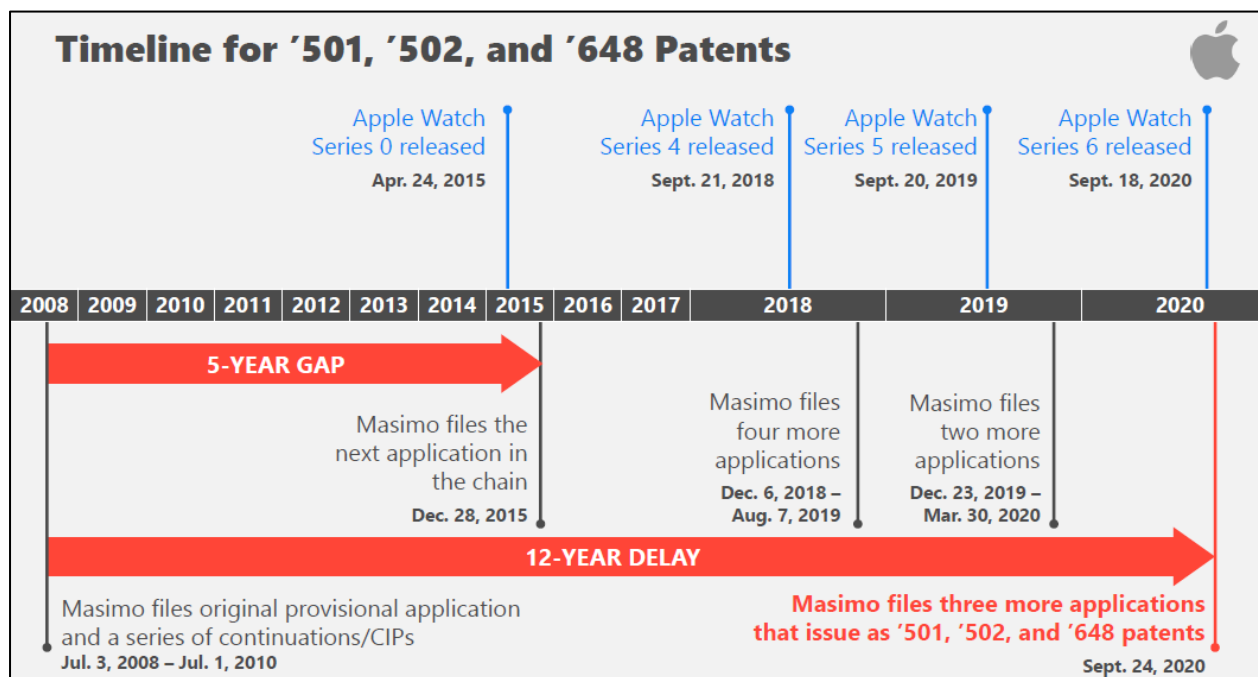 Timeline for ’501, ’502, and ’648 Patents
Apple Watch
Series 0 released
Apr. 24, 2015
Apple Watch
Series 4 released
Sept. 21, 2018
Apple Watch
Series 5 released
Sept. 20, 2019
Apple Watch
Series 6 released
Sept. 18, 2020
2008 2009 2010 2011 2012 2013 2014 2015 2016 2017 2018 2019 2020
5-YEAR GAP
Masimo files the
next application in
the chain
Dec. 28, 2015
Masimo files
four more
applications
Dec. 6, 2018 –
Aug. 7, 2019
Masimo files
two more
applications
Dec. 23, 2019 –
Mar. 30, 2020
12-YEAR DELAY
Masimo files original provisional application
and a series of continuations/CIPs
Jul. 3, 2008 – Jul. 1, 2010
Masimo files three more applications
that issue as ’501, ’502, and ’648 patents
Sept. 24, 2020